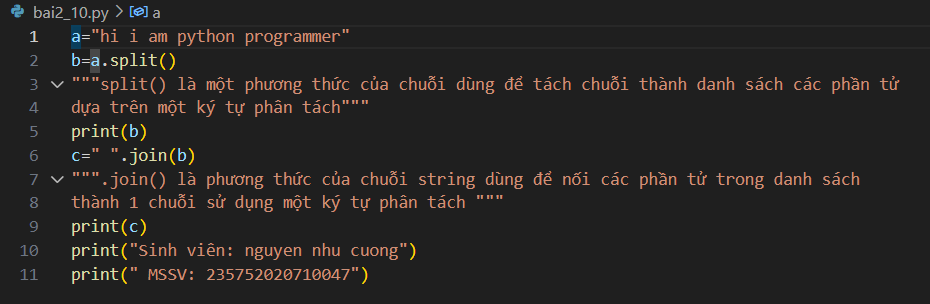 bai2_10.py > a
1 a="hi i am python programmer"
2 b=a.split()
3 """split() là một phương thức của chuỗi dùng để tách chuỗi thành danh sách các phần tử
4 dựa trên một ký tự phân tách"""
5 print(b)
6 c=" ".join(b)
7 """.join() là phương thức của chuỗi string dùng để nối các phần tử trong danh sách
8 thành 1 chuỗi sử dụng một ký tự phân tách """
9 print(c)
10 print("Sinh viên: nguyen nhu cuong")
11 print(" MSSV: 235752020710047")